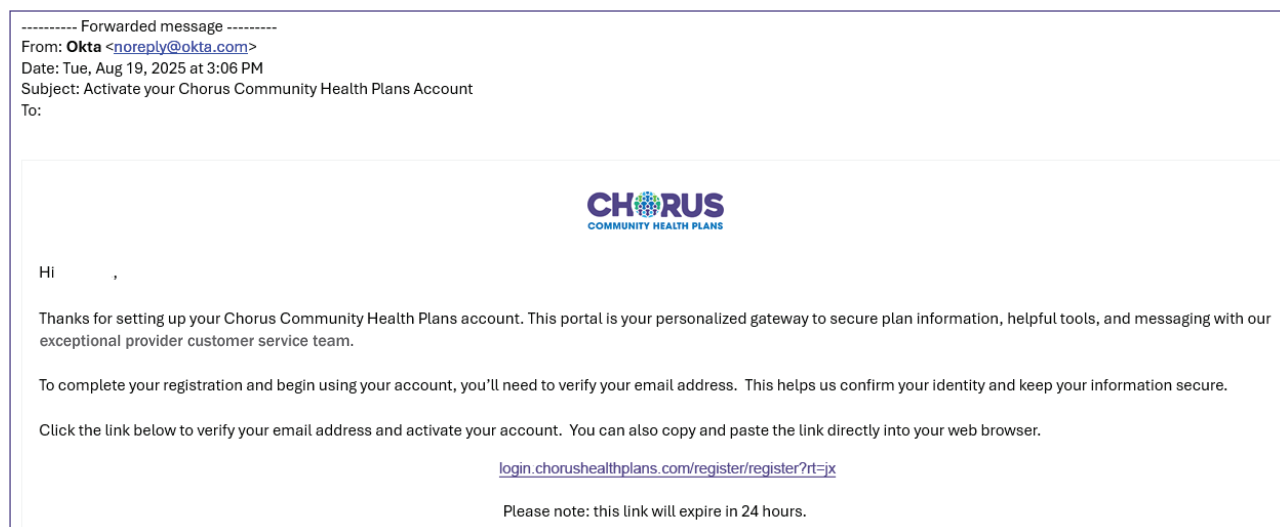 ---------- Forwarded message ---------
From: Okta <noreply@okta.com>
Date: Tue, Aug 19, 2025 at 3:06 PM
Subject: Activate your Chorus Community Health Plans Account
To:
CHORUS
COMMUNITY HEALTH PLANS
Hi ,
Thanks for setting up your Chorus Community Health Plans account. This portal is your personalized gateway to secure plan information, helpful tools, and messaging with our
exceptional provider customer service team.
To complete your registration and begin using your account, you’ll need to verify your email address.  This helps us confirm your identity and keep your information secure.
Click the link below to verify your email address and activate your account.  You can also copy and paste the link directly into your web browser.
login.chorushealthplans.com/register/register?rt=jx
Please note: this link will expire in 24 hours.